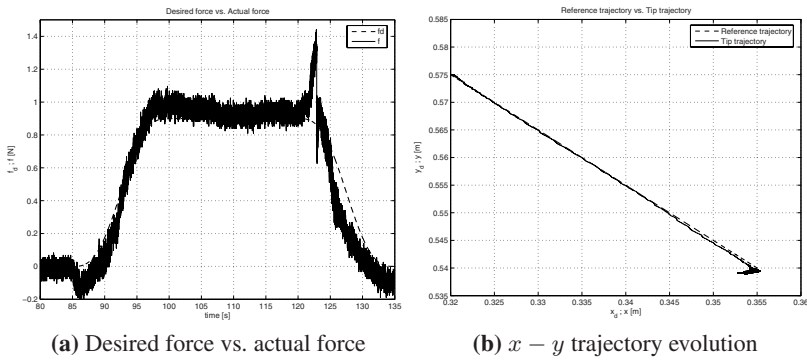 Desired force vs. Actual force
fd
f
1.4
1.2
1
0.8
0.6
0.4
0.2
0
-0.2
80 85 90 95 100 105 110 115 120 125 130 135
f_d ; f [N]
time [s]
(a) Desired force vs. actual force
Reference trajectory vs. Tip trajectory
Reference trajectory
Tip trajectory
0.585
0.58
0.575
0.57
0.565
0.56
0.555
0.55
0.545
0.54
0.535
0.32 0.325 0.33 0.335 0.34 0.345 0.35 0.355 0.36
y_d ; y [m]
x_d ; x [m]
(b) x − y trajectory evolution